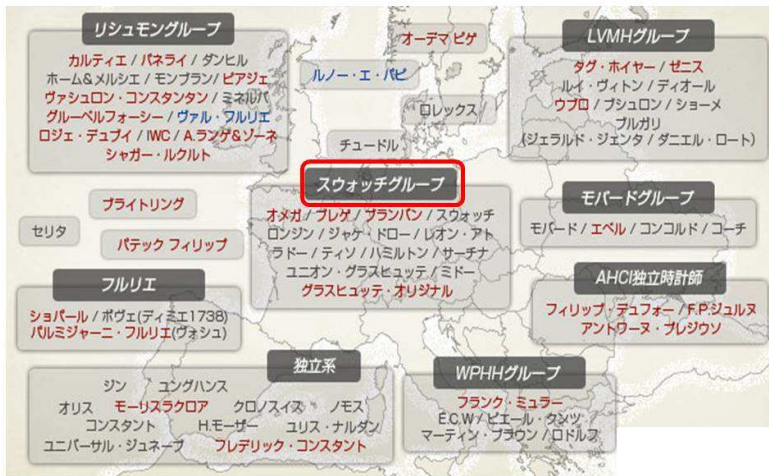 リシュモングループ
カルティエ / パネライ / ダンヒル
ホーム&メルシエ / モンブラン/ ピアジェ
ヴァシュロン・コンスタンタン / ミネルバ
グルーベルフォーシー / ヴァル・フルリエ
ロジェ・デュブイ / IWC / A.ランゲ&ゾーネ
ジャガー・ルクルト
オーデマ ピゲ
ルノー・エ・パピ
ロレックス
チュードル
LVMHグループ
タグ・ホイヤー / ゼニス
ルイ・ヴィトン / ディオール
ウブロ / ブシュロン / ショーメ
ブルガリ
(ジェラルド・ジェンタ / ダニエル・ロート)
スウォッチグループ
オメガ / ブレゲ / ブランパン / スウォッチ
ロンジン / ジャケ・ドロー / レオン・アト
ラドー / ティソ / ハミルトン / サーチナ
ユニオン・グラスヒュッテ / ミドー
グラスヒュッテ・オリジナル
ブライトリング
セリタ
パテック フィリップ
モバードグループ
モバード / エベル / コンコルド / コーチ
フルリエ
ショパール / ボヴェ(ディミエ1738)
パルミジャーニ・フルリエ(ヴォシュ)
AHCI独立時計師
フィリップ・デュフォー / F.P.ジュルヌ
アントワーヌ・プレジウソ
独立系
ジン ユングハンス
オリス モーリスラクロア クロノスイス ノモス
コンスタント H.モーザー ユリス・ナルダン
ユニバーサル・ジュネーブ フレデリック・コンスタント
WPHHグループ
フランク・ミュラー
E.C.W / ピエール・クンツ
マーティン・ブラウン / ロドルフ